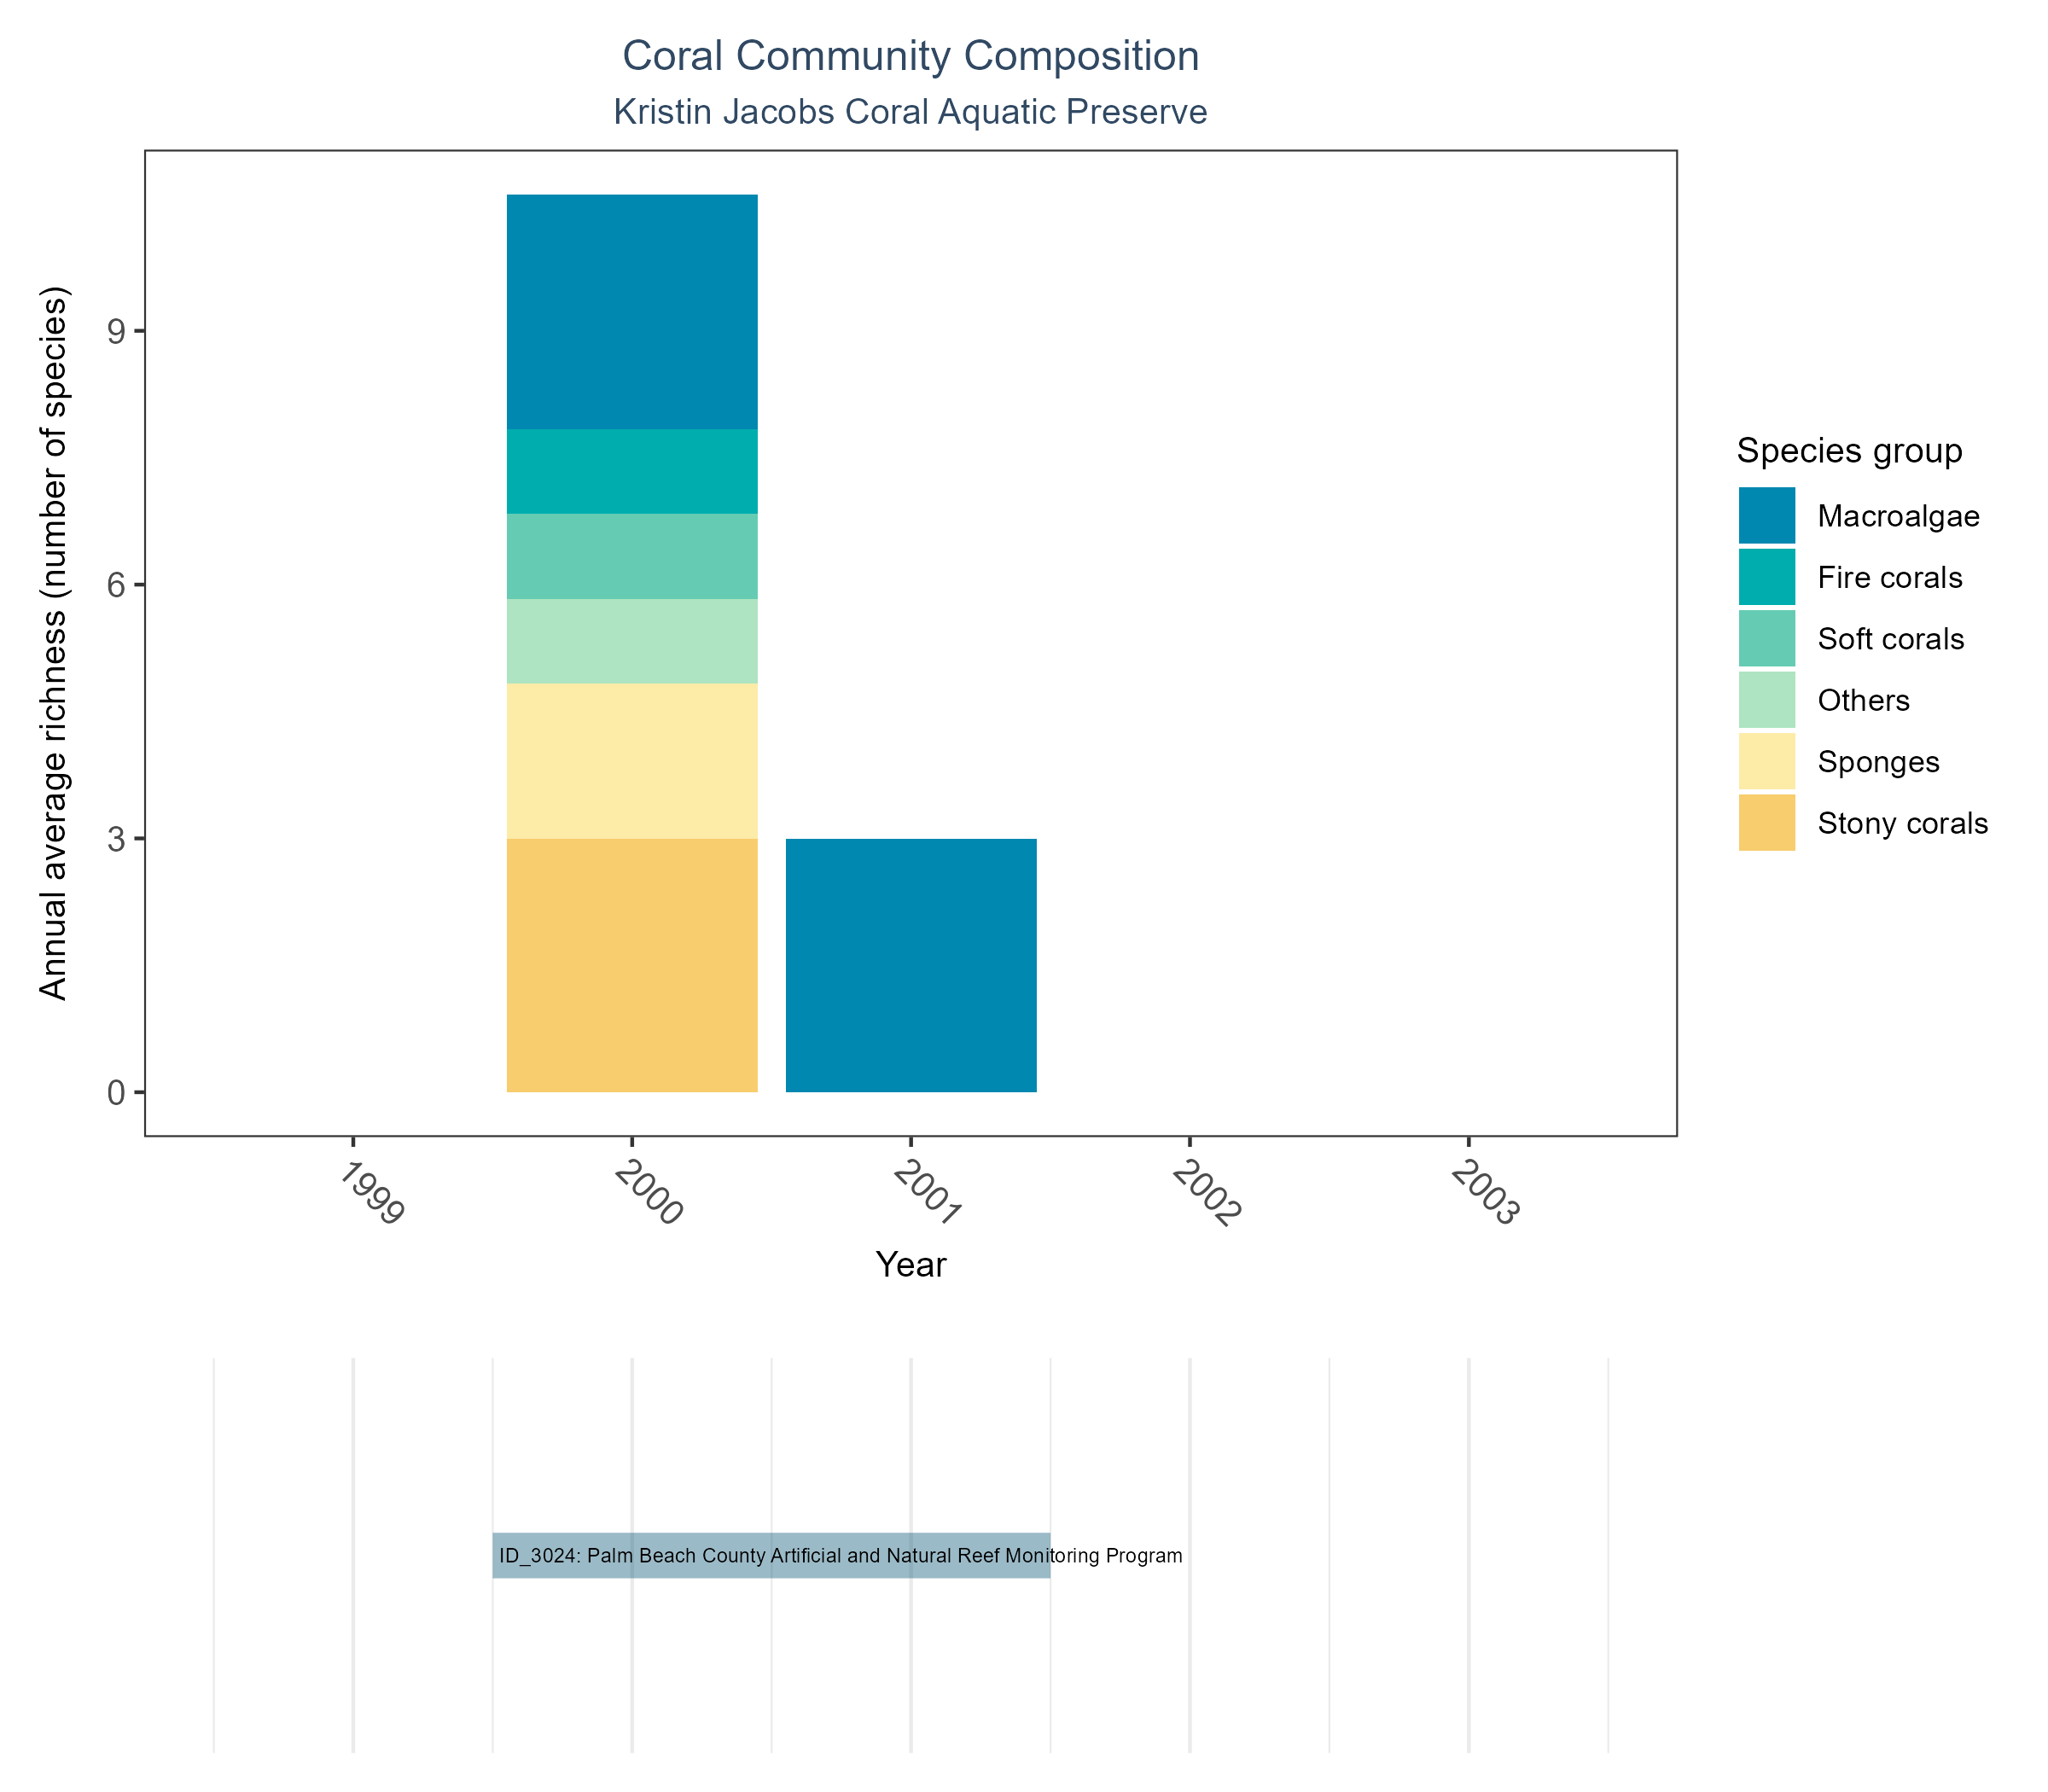 Coral Community Composition
Kristin Jacobs Coral Aquatic Preserve
Annual average richness (number of species)
9
6
3
0
1999
2000
2001
2002
2003
Year
Species group
Macroalgae
Fire corals
Soft corals
Others
Sponges
Stony corals
ID_3024: Palm Beach County Artificial and Natural Reef Monitoring Program